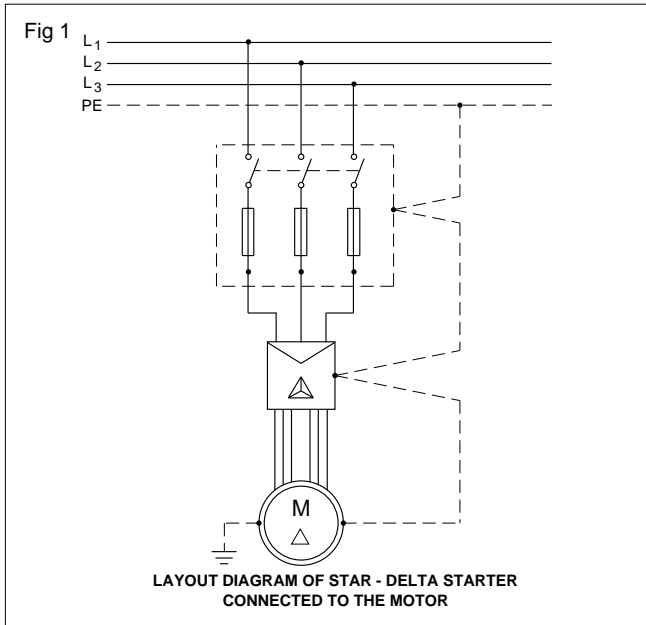 Fig 1
L1
L2
L3
PE
M
LAYOUT DIAGRAM OF STAR - DELTA STARTER
CONNECTED TO THE MOTOR